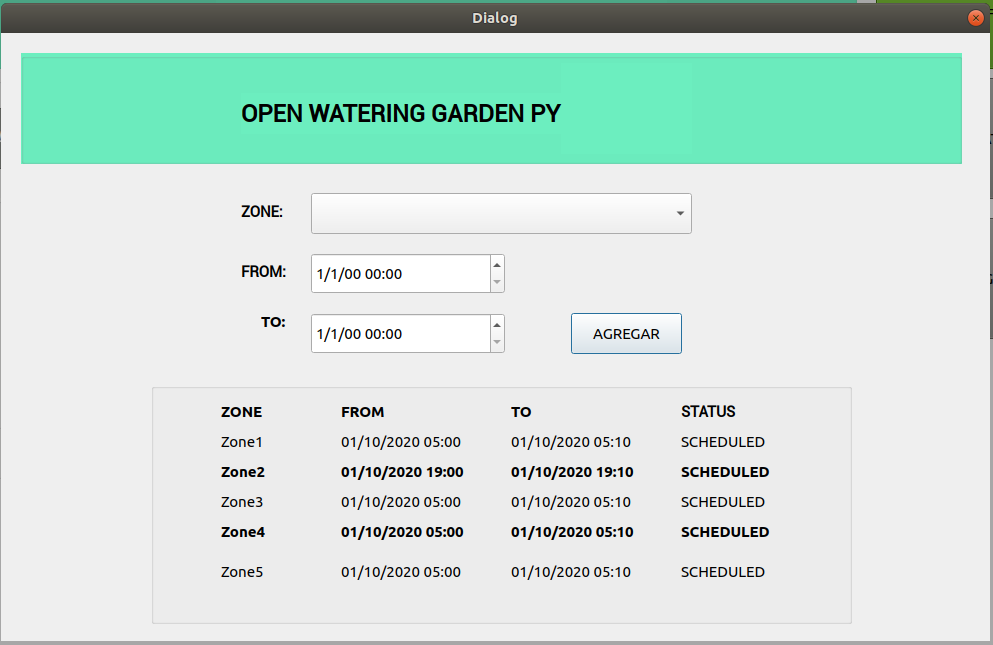 Dialog
OPEN WATERING GARDEN PY
ZONE:
FROM: 1/1/00 00:00
TO: 1/1/00 00:00 AGREGAR
ZONE FROM TO STATUS
Zone1 01/10/2020 05:00 01/10/2020 05:10 SCHEDULED
Zone2 01/10/2020 19:00 01/10/2020 19:10 SCHEDULED
Zone3 01/10/2020 05:00 01/10/2020 05:10 SCHEDULED
Zone4 01/10/2020 05:00 01/10/2020 05:10 SCHEDULED
Zone5 01/10/2020 05:00 01/10/2020 05:10 SCHEDULED